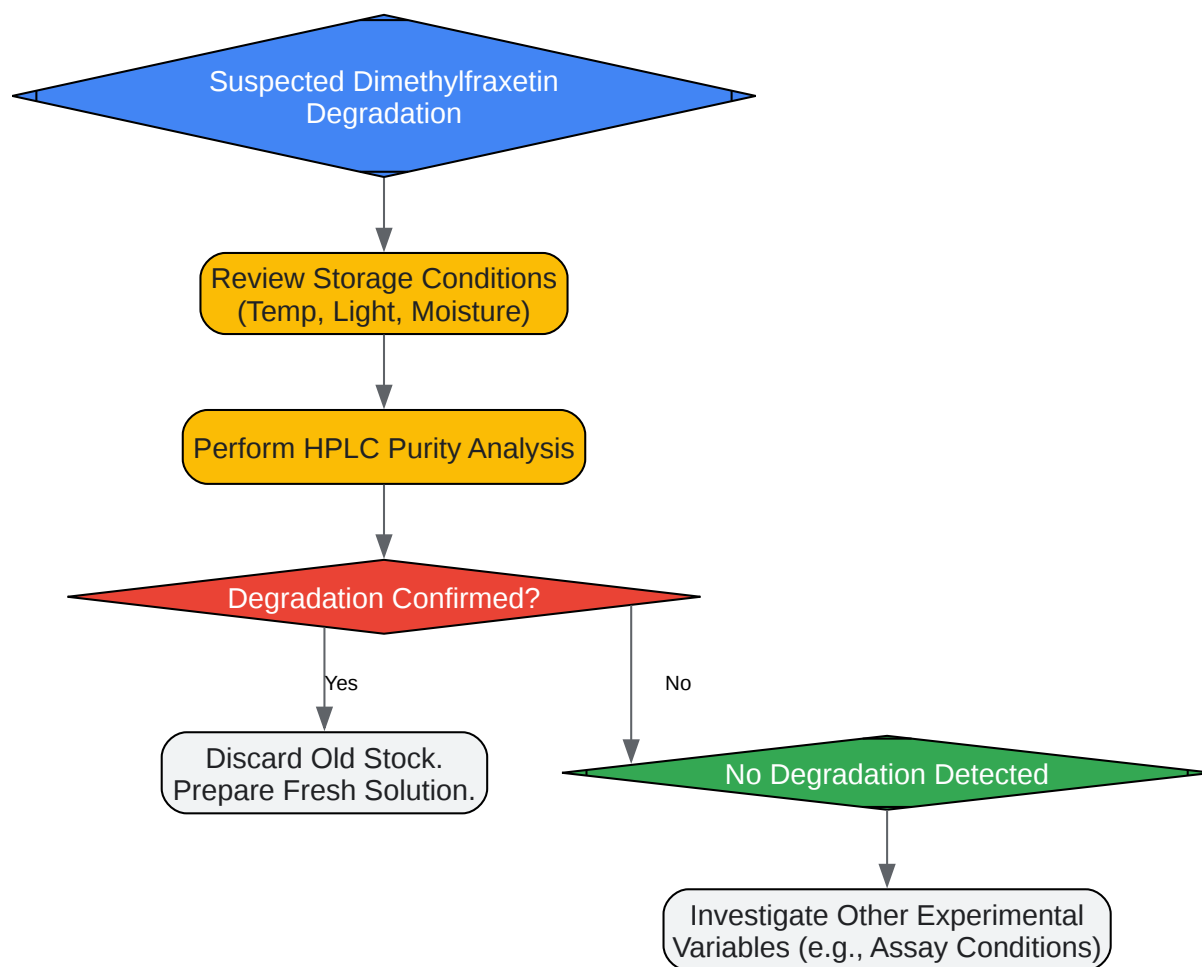 Suspected Dimethylfraxetin
Degradation
Review Storage Conditions
(Temp, Light, Moisture)
Perform HPLC Purity Analysis
Degradation Confirmed?
Yes
No
Discard Old Stock.
Prepare Fresh Solution.
No Degradation Detected
Investigate Other Experimental
Variables (e.g., Assay Conditions)